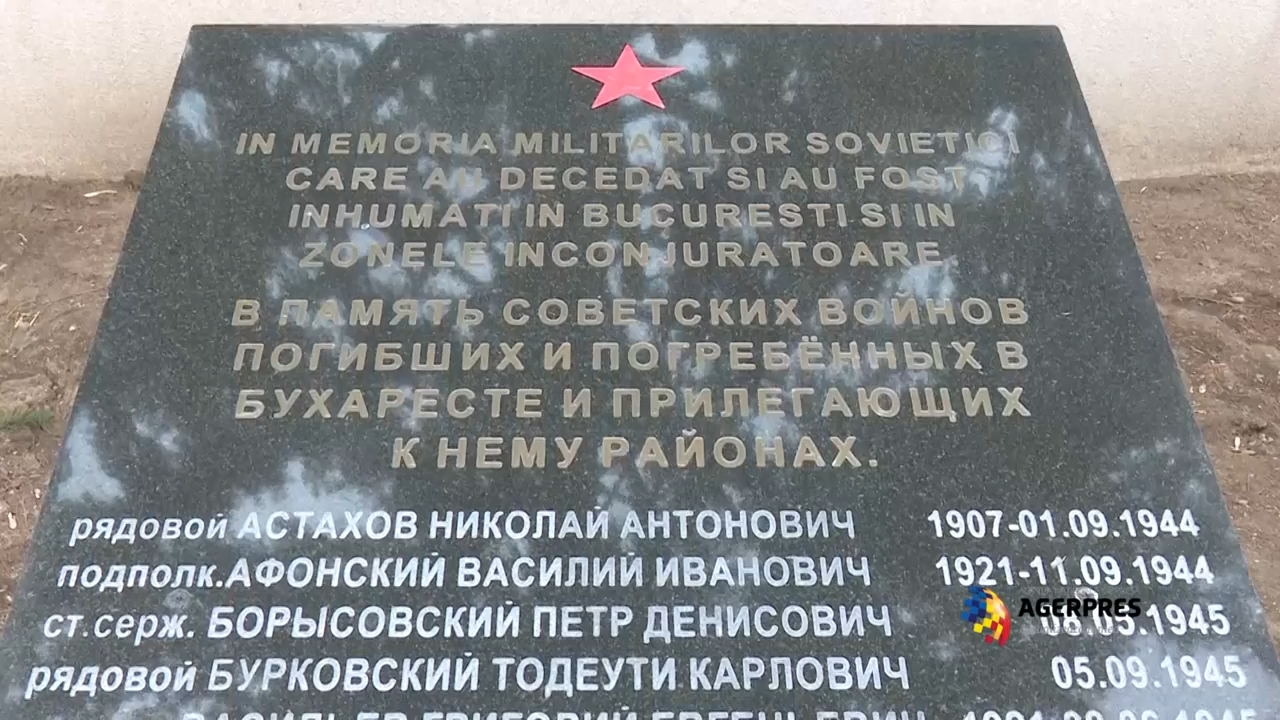 IN MEMORIA MILITARILOR SOVIETICI
CARE AU DECEDAT SI AU FOST
INHUMATI IN BUCURESTI SI IN
ZONELE INCONJURATOARE
В ПАМЯТЬ СОВЕТСКИХ ВОЙНОВ
ПОГИБШИХ И ПОГРЕБЁННЫХ В
БУХАРЕСТЕ И ПРИЛЕГАЮЩИХ
К НЕМУ РАЙОНАХ.
рядовой АСТАХОВ НИКОЛАЙ АНТОНОВИЧ 1907-01.09.1944
подполк.АФОНСКИЙ ВАСИЛИЙ ИВАНОВИЧ 1921-11.09.1944
ст.серж. БОРЫСОВСКИЙ ПЕТР ДЕНИСОВИЧ 08.05.1945
AGERPRES
рядовой БУРКОВСКИЙ ТОДЕУТИ КАРЛОВИЧ 05.09.1945